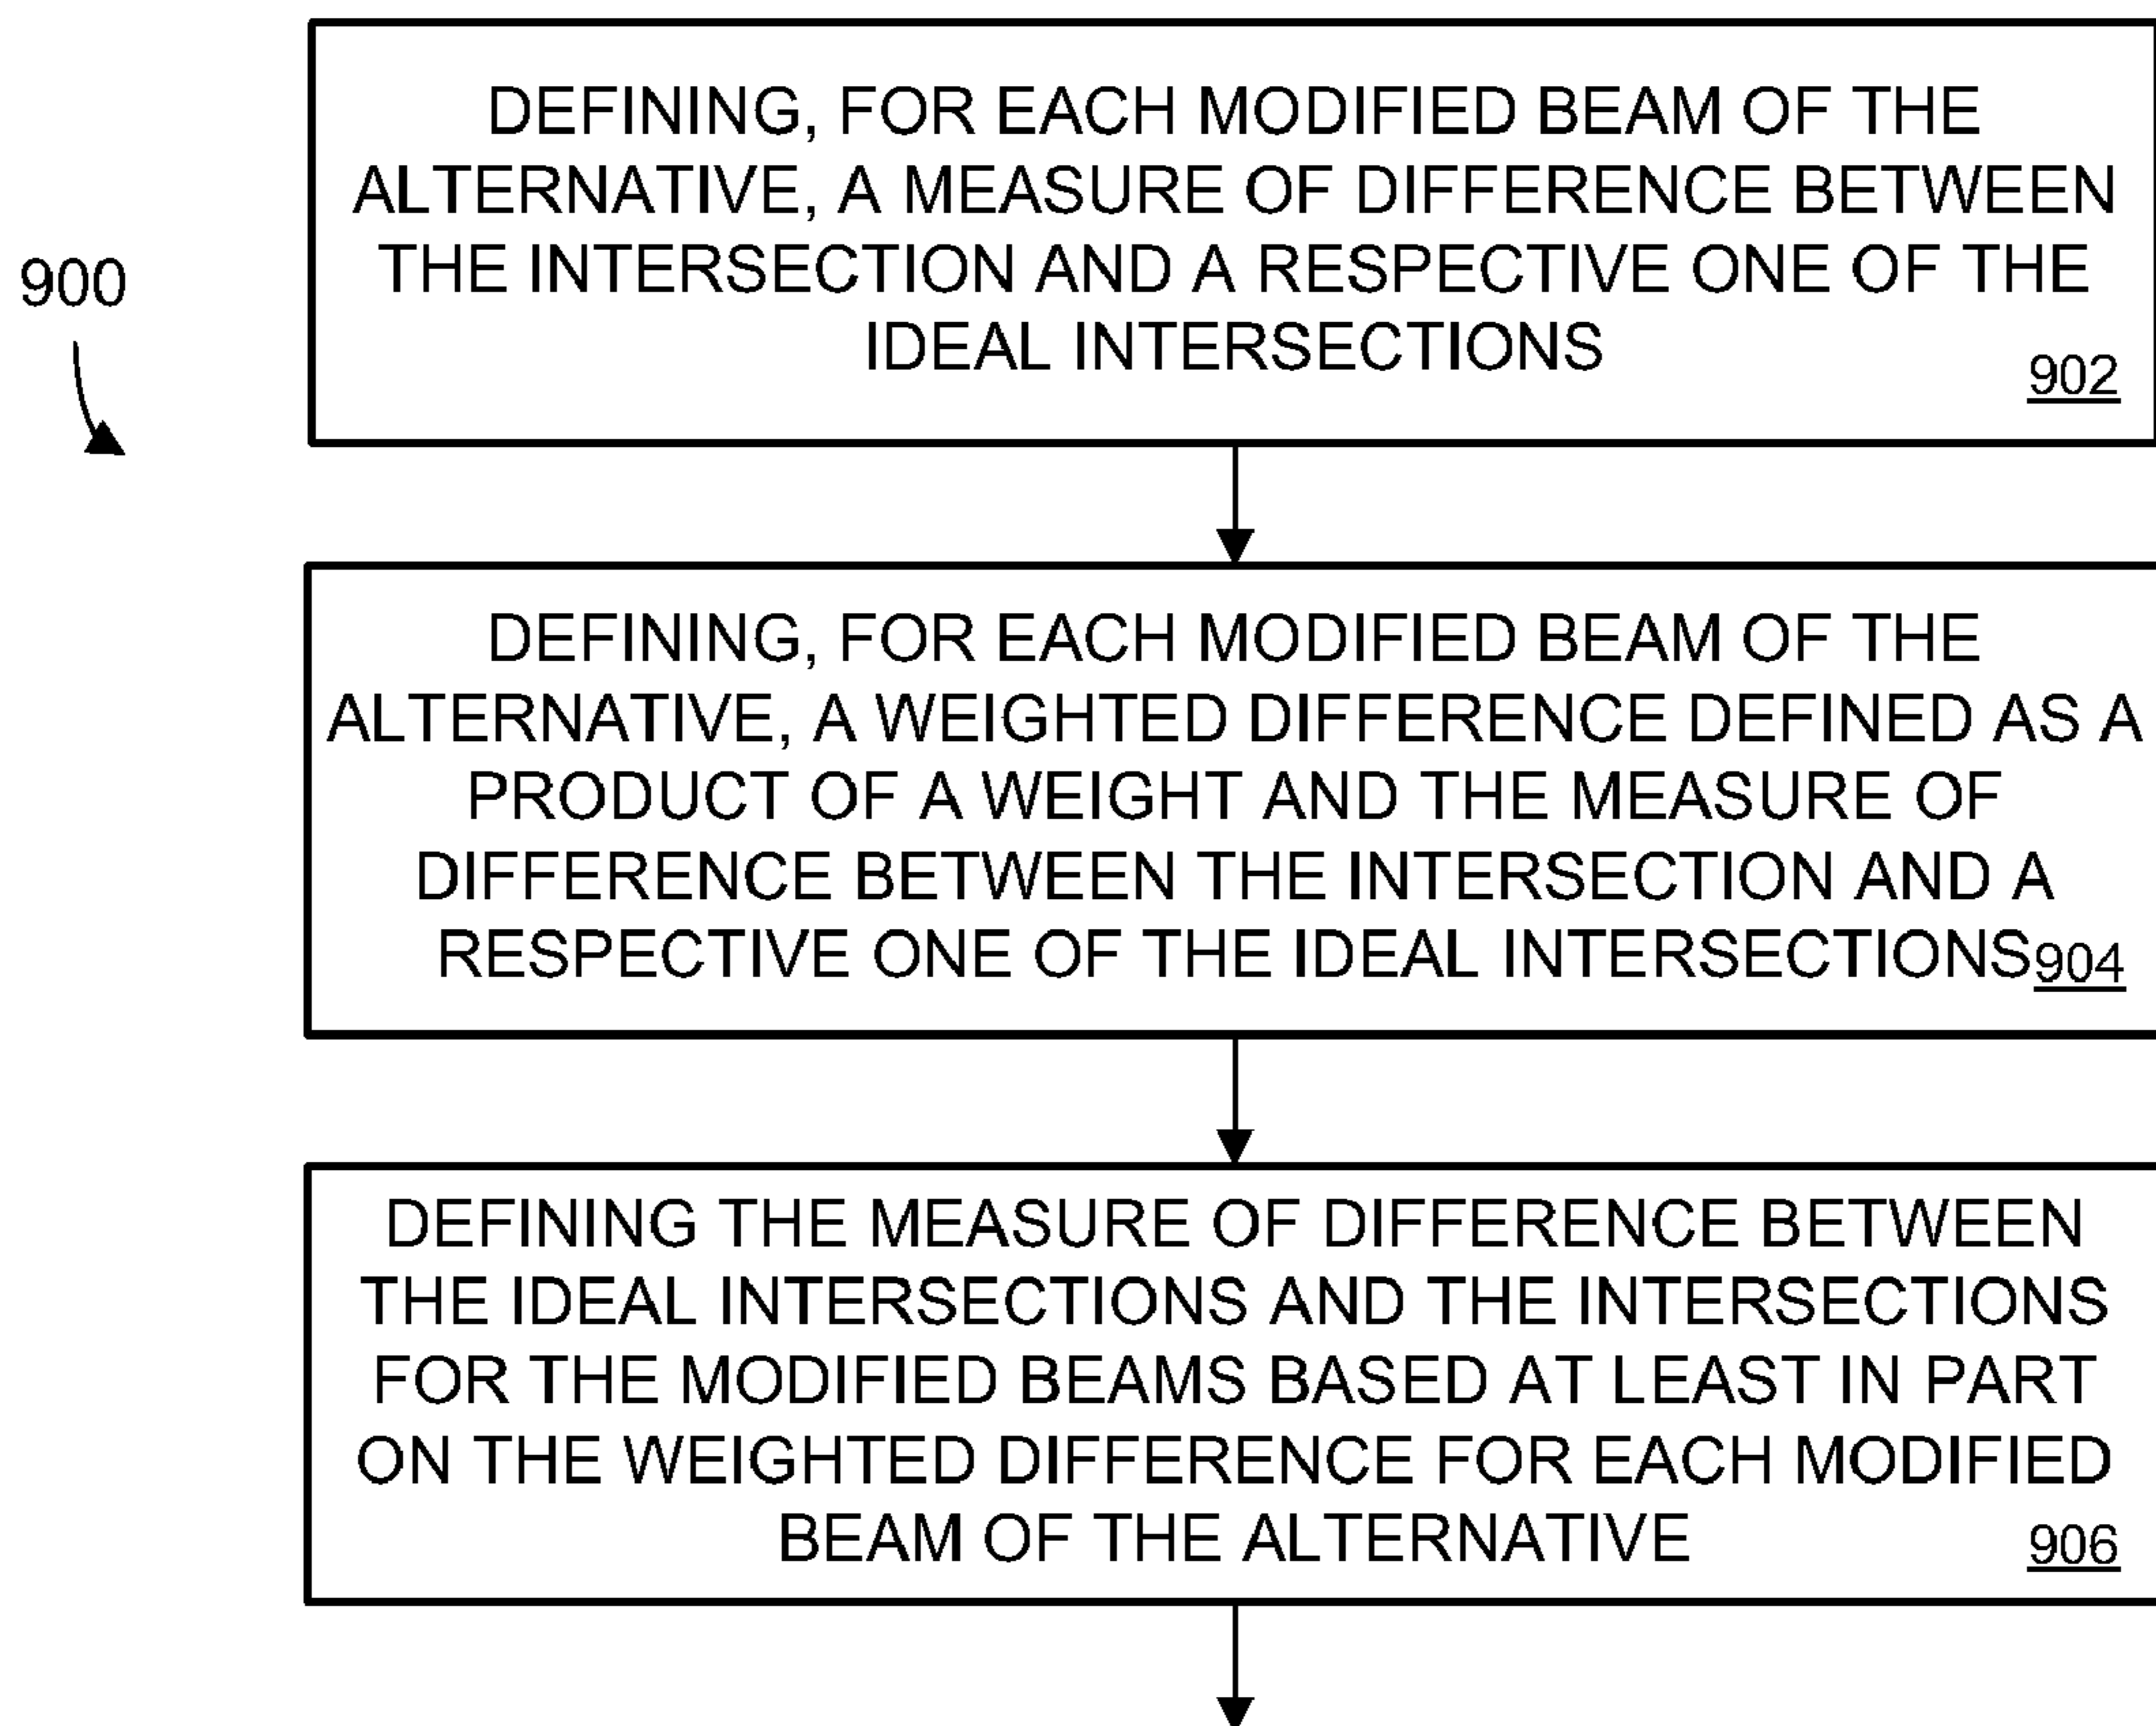 DEFINING, FOR EACH MODIFIED BEAM OF THE
ALTERNATIVE, A MEASURE OF DIFFERENCE BETWEEN
THE INTERSECTION AND A RESPECTIVE ONE OF THE
IDEAL INTERSECTIONS
902
900
DEFINING, FOR EACH MODIFIED BEAM OF THE
ALTERNATIVE, A WEIGHTED DIFFERENCE DEFINED AS A
PRODUCT OF A WEIGHT AND THE MEASURE OF
DIFFERENCE BETWEEN THE INTERSECTION AND A
RESPECTIVE ONE OF THE IDEAL INTERSECTIONS
904
DEFINING THE MEASURE OF DIFFERENCE BETWEEN
THE IDEAL INTERSECTIONS AND THE INTERSECTIONS
FOR THE MODIFIED BEAMS BASED AT LEAST IN PART
ON THE WEIGHTED DIFFERENCE FOR EACH MODIFIED
BEAM OF THE ALTERNATIVE
906